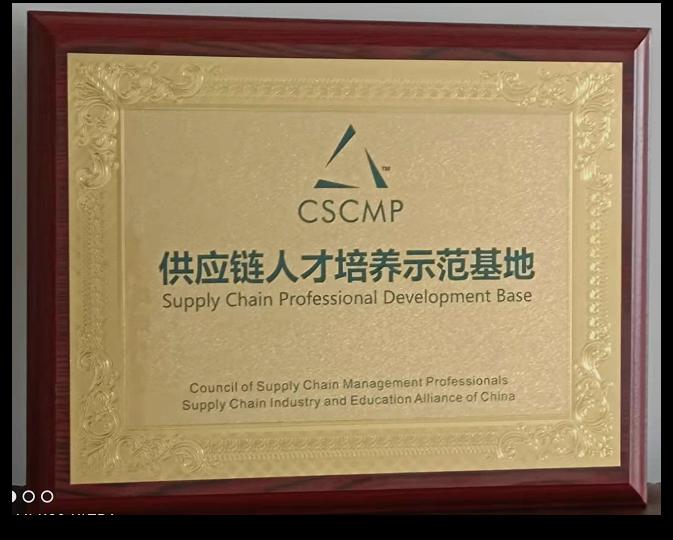 ™
CSCMP
供应链人才培养示范基地
Supply Chain Professional Development Base
Council of Supply Chain Management Professionals
Supply Chain Industry and Education Alliance of China